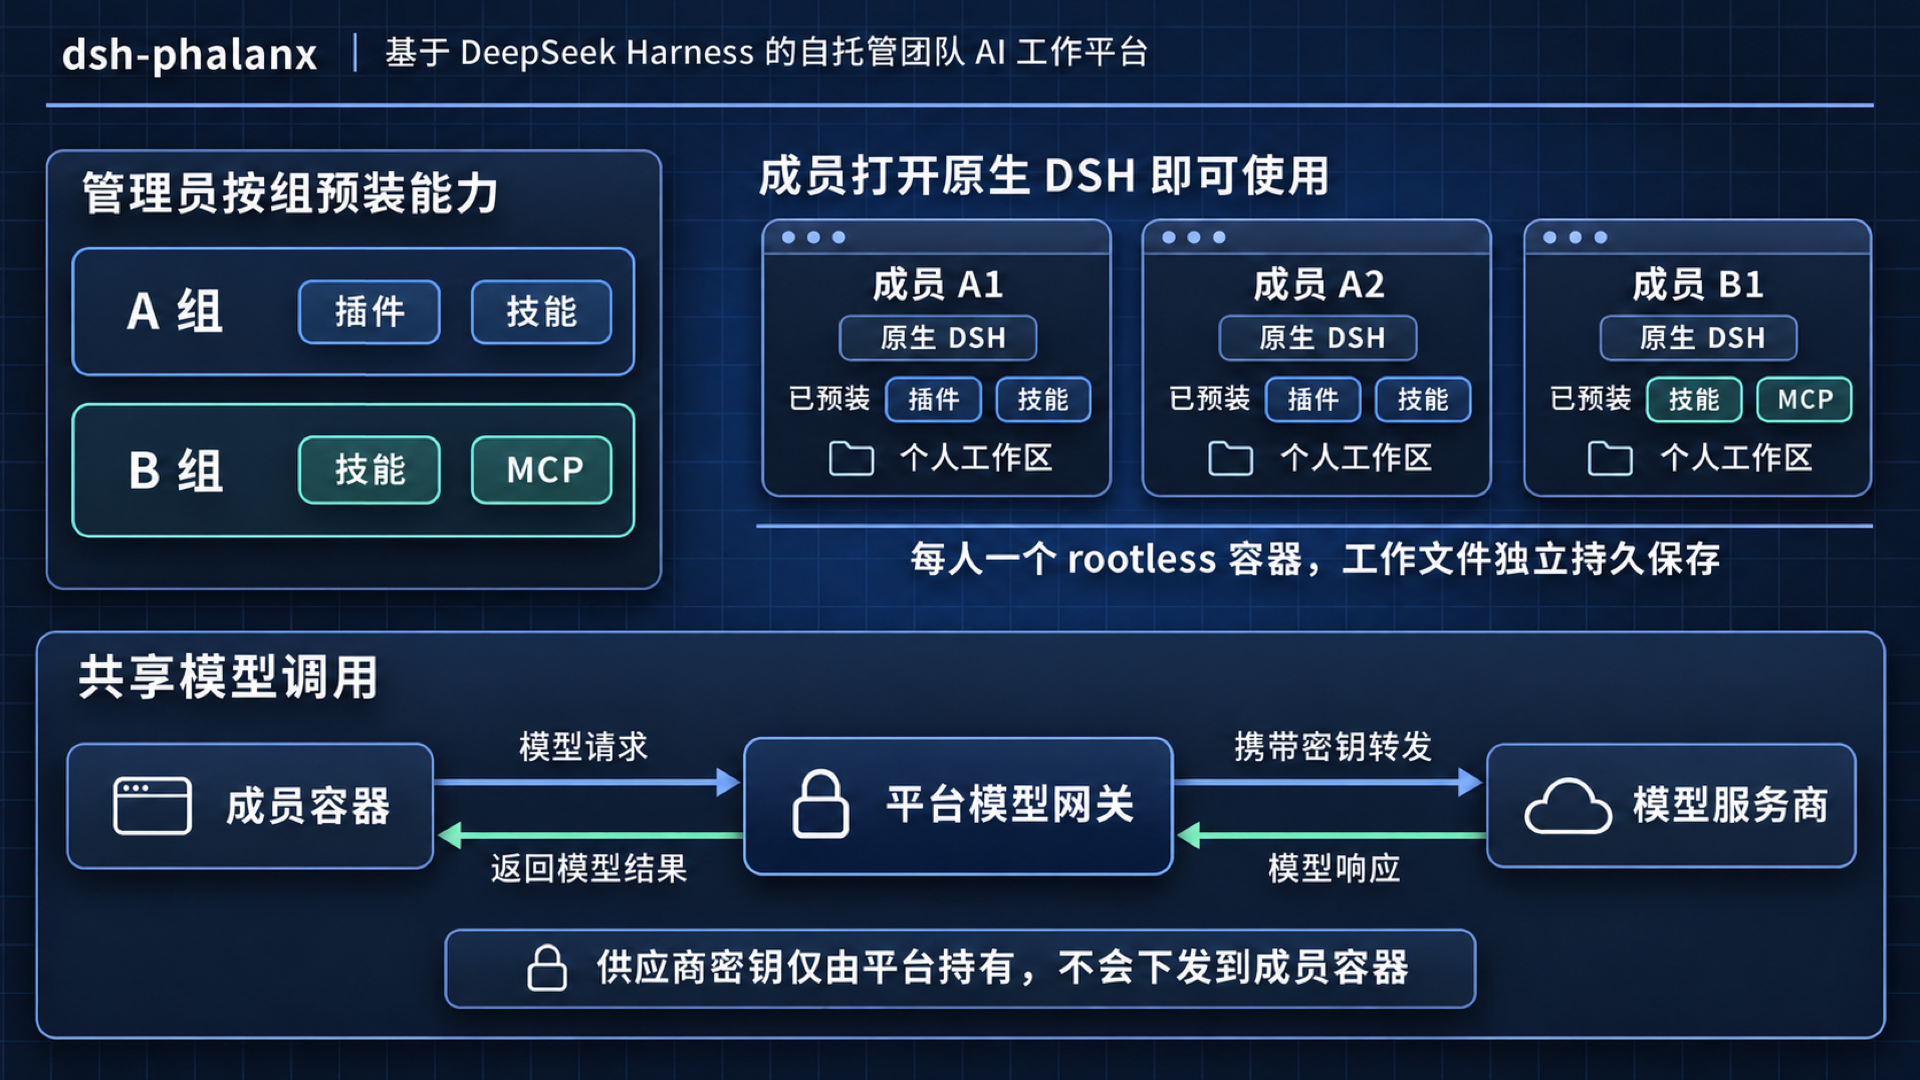 dsh-phalanx
基于 DeepSeek Harness 的自托管团队 AI 工作平台
管理员按组预装能力
A 组
插件
技能
B 组
技能
MCP
成员打开原生 DSH 即可使用
成员 A1
原生 DSH
已预装
插件
技能
个人工作区
成员 A2
原生 DSH
已预装
插件
技能
个人工作区
成员 B1
原生 DSH
已预装
技能
MCP
个人工作区
每人一个 rootless 容器，工作文件独立持久保存
共享模型调用
成员容器
模型请求
返回模型结果
平台模型网关
携带密钥转发
模型响应
模型服务商
供应商密钥仅由平台持有，不会下发到成员容器